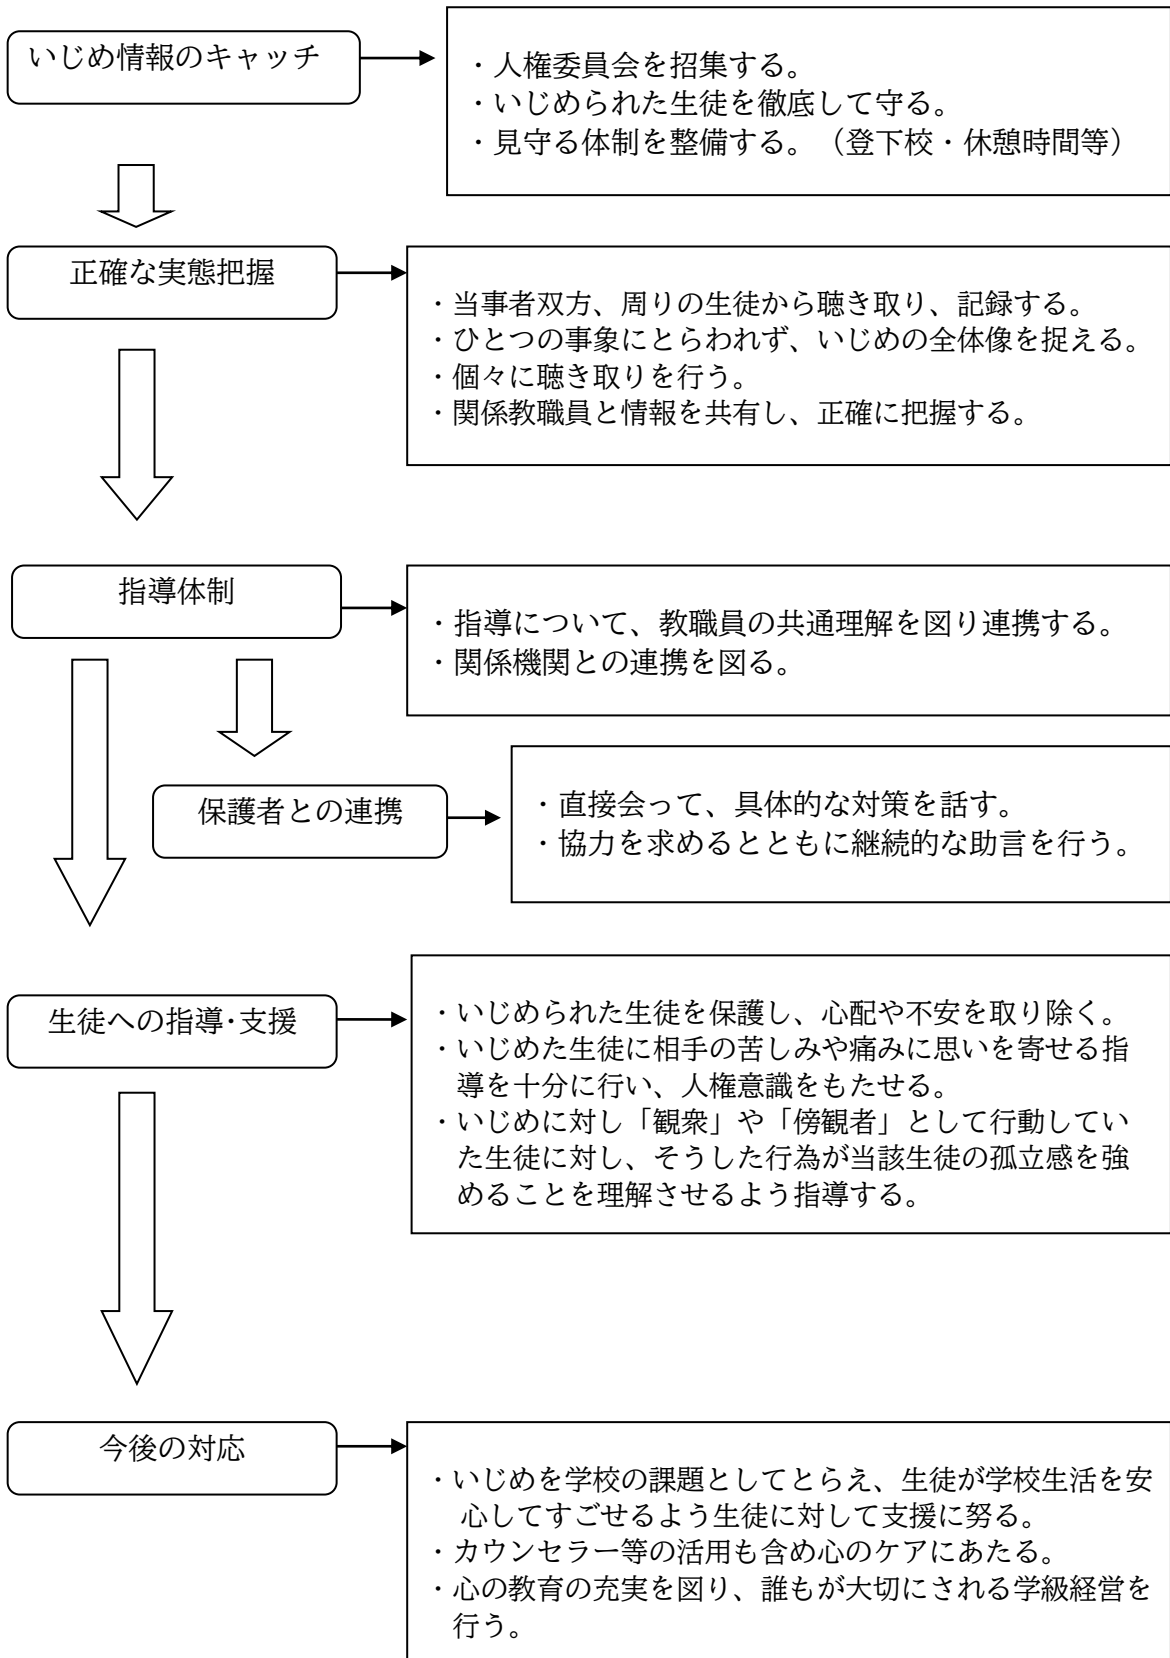 いじめ情報のキャッチ
・人権委員会を招集する。
・いじめられた生徒を徹底して守る。
・見守る体制を整備する。（登下校・休憩時間等）
正確な実態把握
・当事者双方、周りの生徒から聴き取り、記録する。
・ひとつの事象にとらわれず、いじめの全体像を捉える。
・個々に聴き取りを行う。
・関係教職員と情報を共有し、正確に把握する。
指導体制
・指導について、教職員の共通理解を図り連携する。
・関係機関との連携を図る。
保護者との連携
・直接会って、具体的な対策を話す。
・協力を求めるとともに継続的な助言を行う。
生徒への指導・支援
・いじめられた生徒を保護し、心配や不安を取り除く。
・いじめた生徒に相手の苦しみや痛みに思いを寄せる指
導を十分に行い、人権意識をもたせる。
・いじめに対し「観衆」や「傍観者」として行動してい
た生徒に対し、そうした行為が当該生徒の孤立感を強
めることを理解させるよう指導する。
今後の対応
・いじめを学校の課題としてとらえ、生徒が学校生活を安
心してすごせるよう生徒に対して支援に努る。
・カウンセラー等の活用も含め心のケアにあたる。
・心の教育の充実を図り、誰もが大切にされる学級経営を
行う。